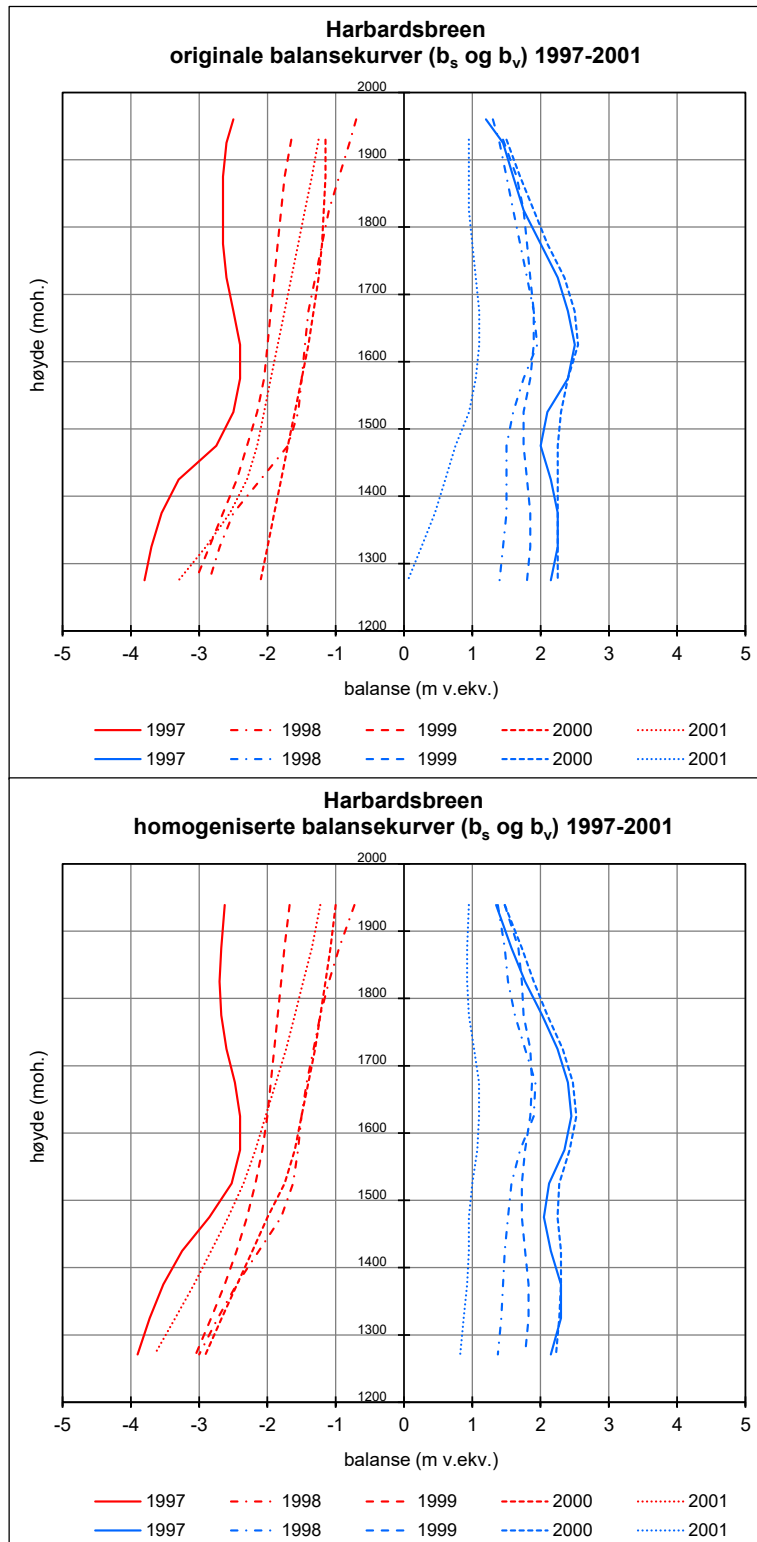 Harbardsbreen
originale balansekurver (bs og bv) 1997-2001
høyde (moh.)
2000
1900
1800
1700
1600
1500
1400
1300
1200
-5 -4 -3 -2 -1 0 1 2 3 4 5
balanse (m v.ekv.)
1997 1998 1999 2000 2001
1997 1998 1999 2000 2001
Harbardsbreen
homogeniserte balansekurver (bs og bv) 1997-2001
høyde (moh.)
2000
1900
1800
1700
1600
1500
1400
1300
1200
-5 -4 -3 -2 -1 0 1 2 3 4 5
balanse (m v.ekv.)
1997 1998 1999 2000 2001
1997 1998 1999 2000 2001